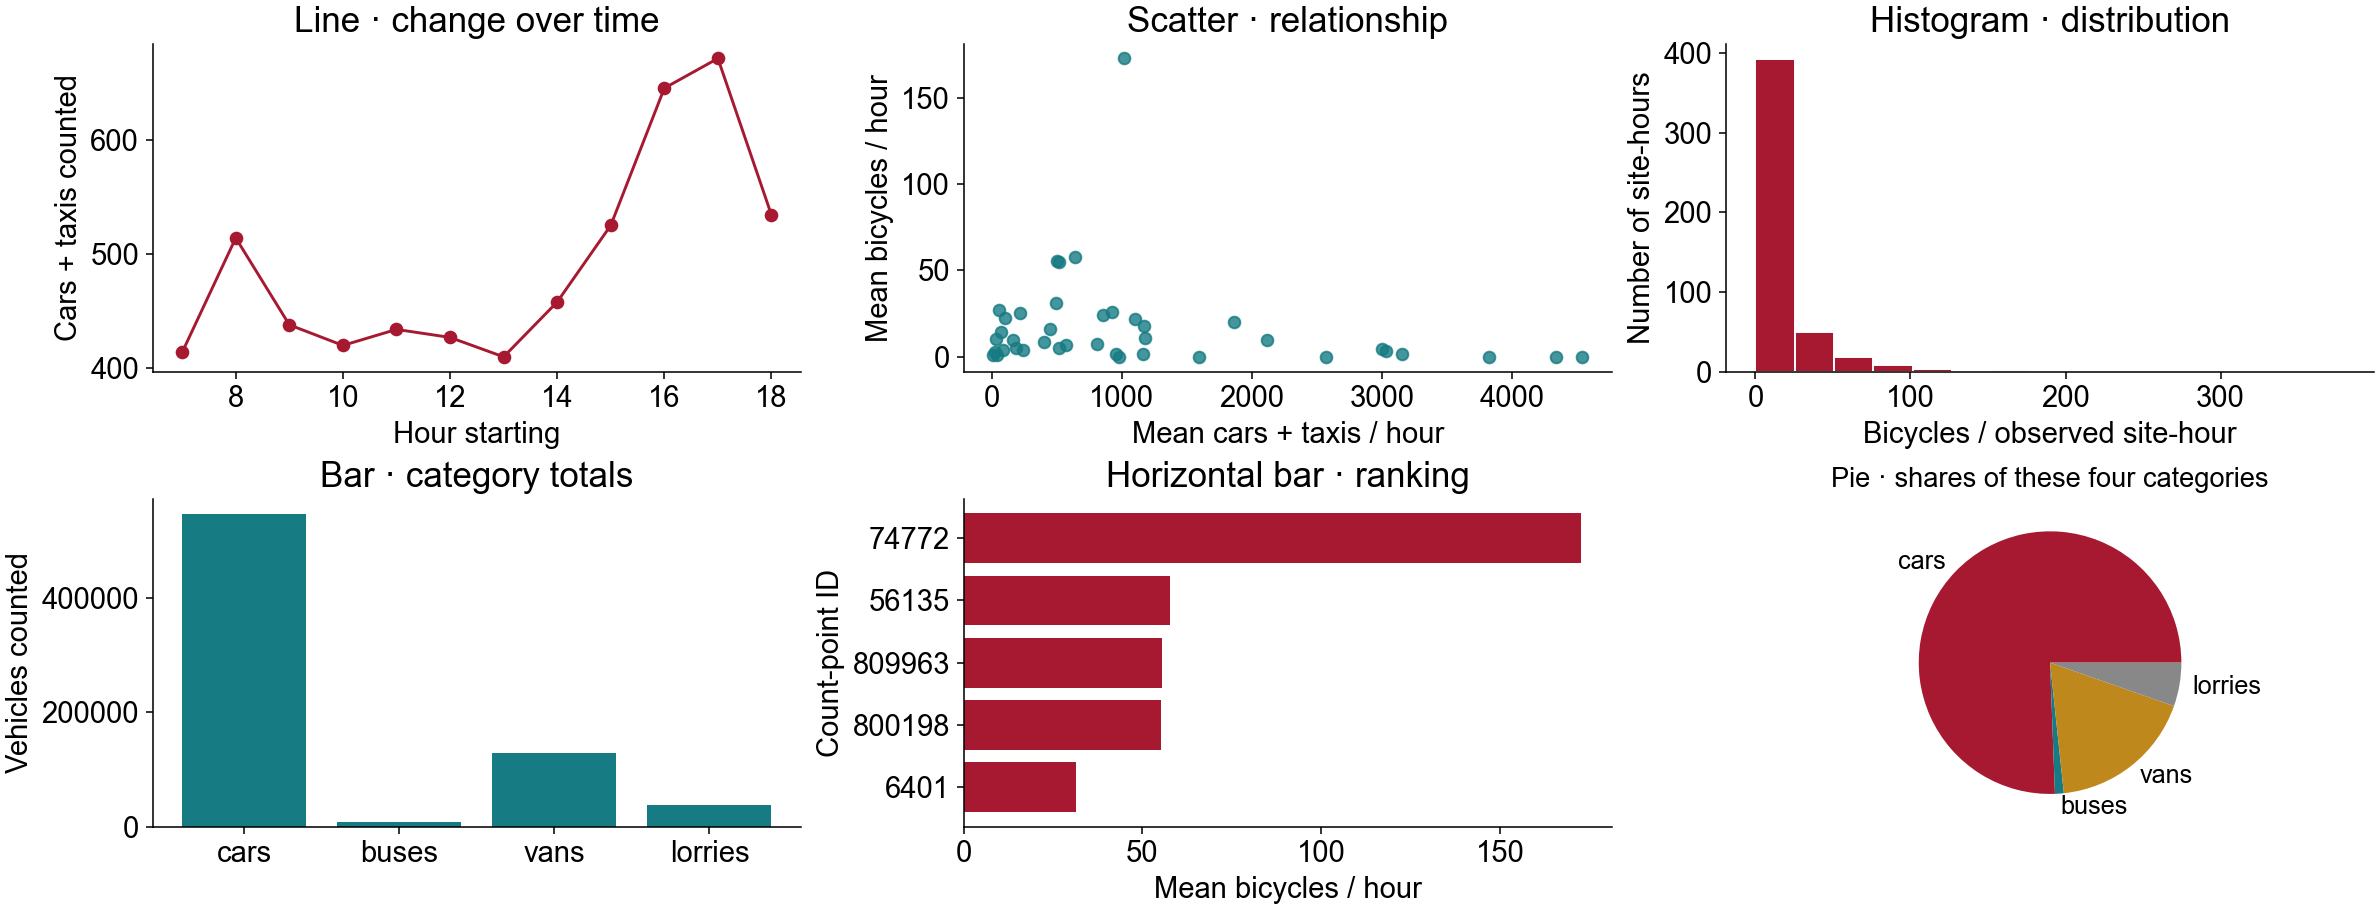 Line · change over time
Cars + taxis counted
600
500
400
8 10 12 14 16 18
Hour starting
Scatter · relationship
Mean bicycles / hour
150
100
50
0
0 1000 2000 3000 4000
Mean cars + taxis / hour
Histogram · distribution
Number of site-hours
400
300
200
100
0
0 100 200 300
Bicycles / observed site-hour
Bar · category totals
Vehicles counted
400000
200000
0
cars buses vans lorries
Horizontal bar · ranking
Count-point ID
74772
56135
809963
800198
6401
0 50 100 150
Mean bicycles / hour
Pie · shares of these four categories
cars
lorries
vans
buses